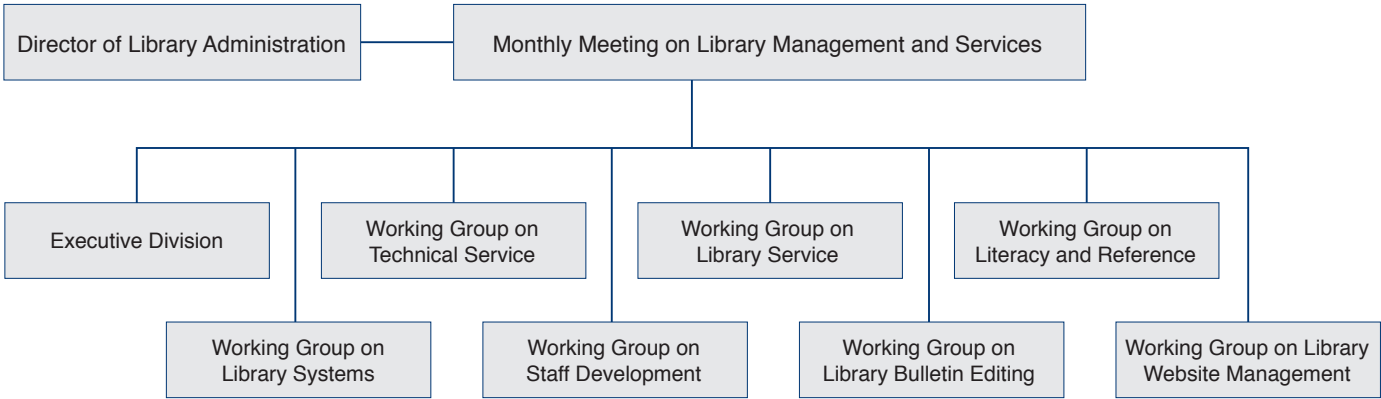 Director of Library Administration
Monthly Meeting on Library Management and Services
Executive Division
Working Group on
Technical Service
Working Group on
Library Service
Working Group on
Literacy and Reference
Working Group on
Library Systems
Working Group on
Staff Development
Working Group on
Library Bulletin Editing
Working Group on Library
Website Management